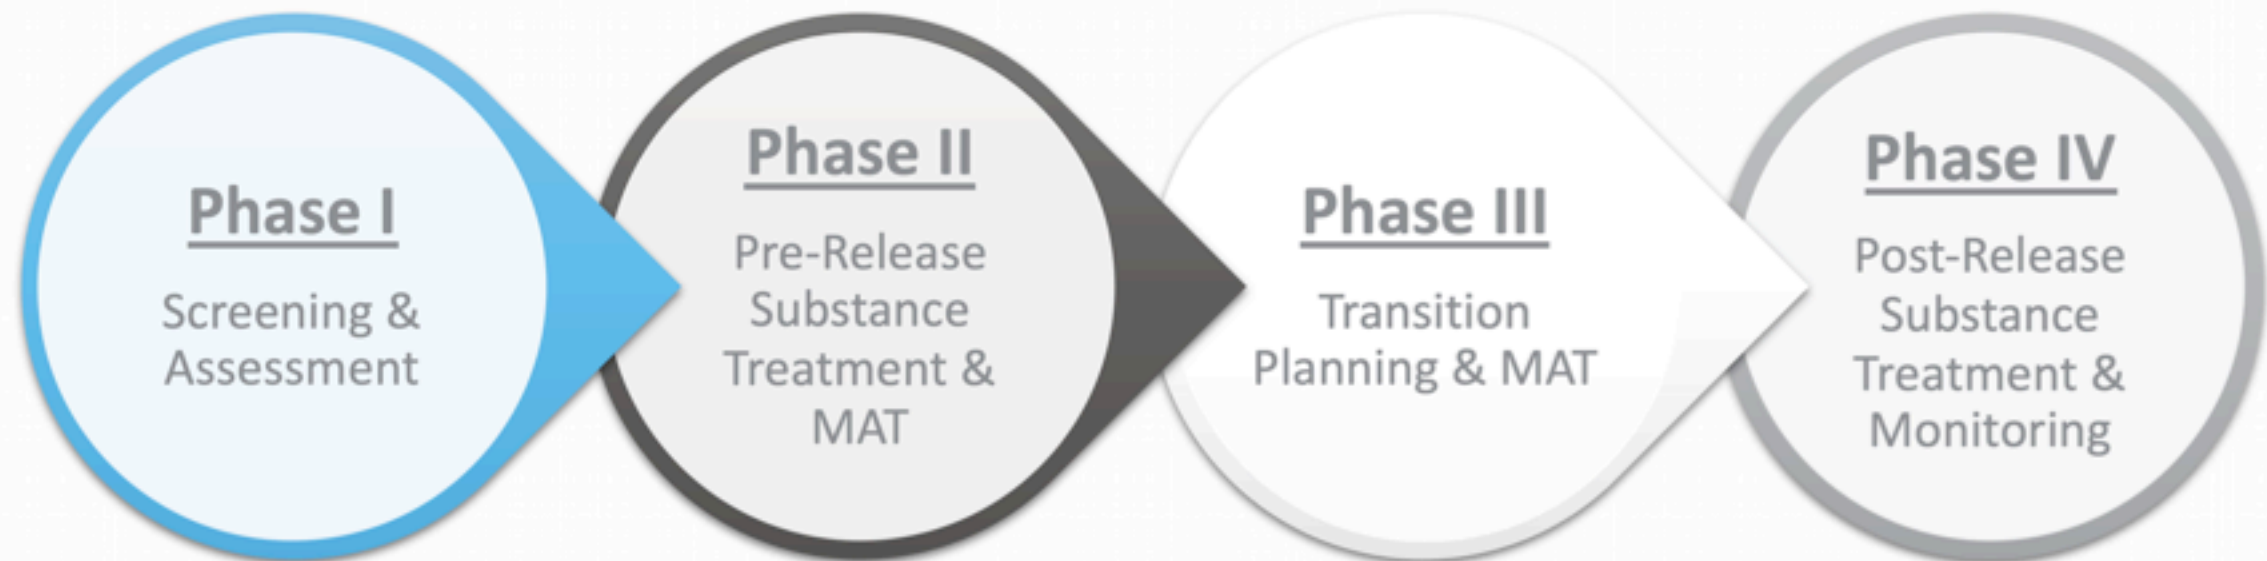 Phase I
Screening &
Assessment
Phase II
Pre-Release
Substance
Treatment &
MAT
Phase III
Transition
Planning & MAT
Phase IV
Post-Release
Substance
Treatment &
Monitoring